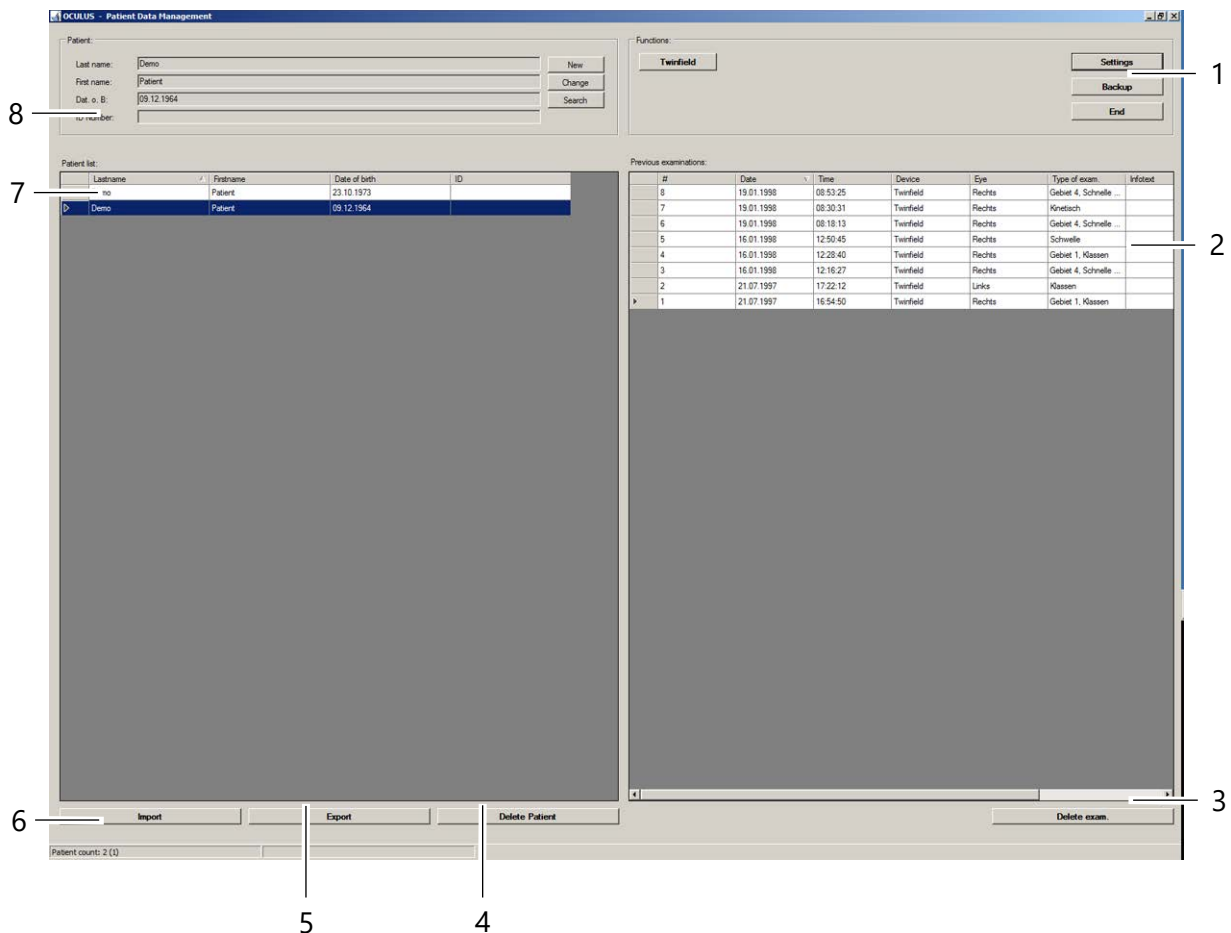 OCULUS - Patient Data Management
Patient:
Last name: Demo New
First name: Patient Change
Dat. o. B: 09.12.1964 Search
ID Number:
Functions:
Twinfield Settings
Backup
End
1
8
Patient list:
Lastname Firstname Date of birth ID
mo Patient 23.10.1973
Demo Patient 09.12.1964
7
Previous examinations:
# Date Time Device Eye Type of exam. Infotext
8 19.01.1998 08:53:25 Twinfield Rechts Gebiet 4, Schnelle ...
7 19.01.1998 08:30:31 Twinfield Rechts Kinetisch
6 19.01.1998 08:18:13 Twinfield Rechts Gebiet 4, Schnelle ...
5 16.01.1998 12:50:45 Twinfield Rechts Schwelle
4 16.01.1998 12:28:40 Twinfield Rechts Gebiet 1, Klassen
3 16.01.1998 12:16:27 Twinfield Rechts Gebiet 4, Schnelle ...
2 21.07.1997 17:22:12 Twinfield Links Klassen
1 21.07.1997 16:54:50 Twinfield Rechts Gebiet 1, Klassen
2
3
6
Import Export Delete Patient Delete exam.
Patient count: 2 (1)
5 4